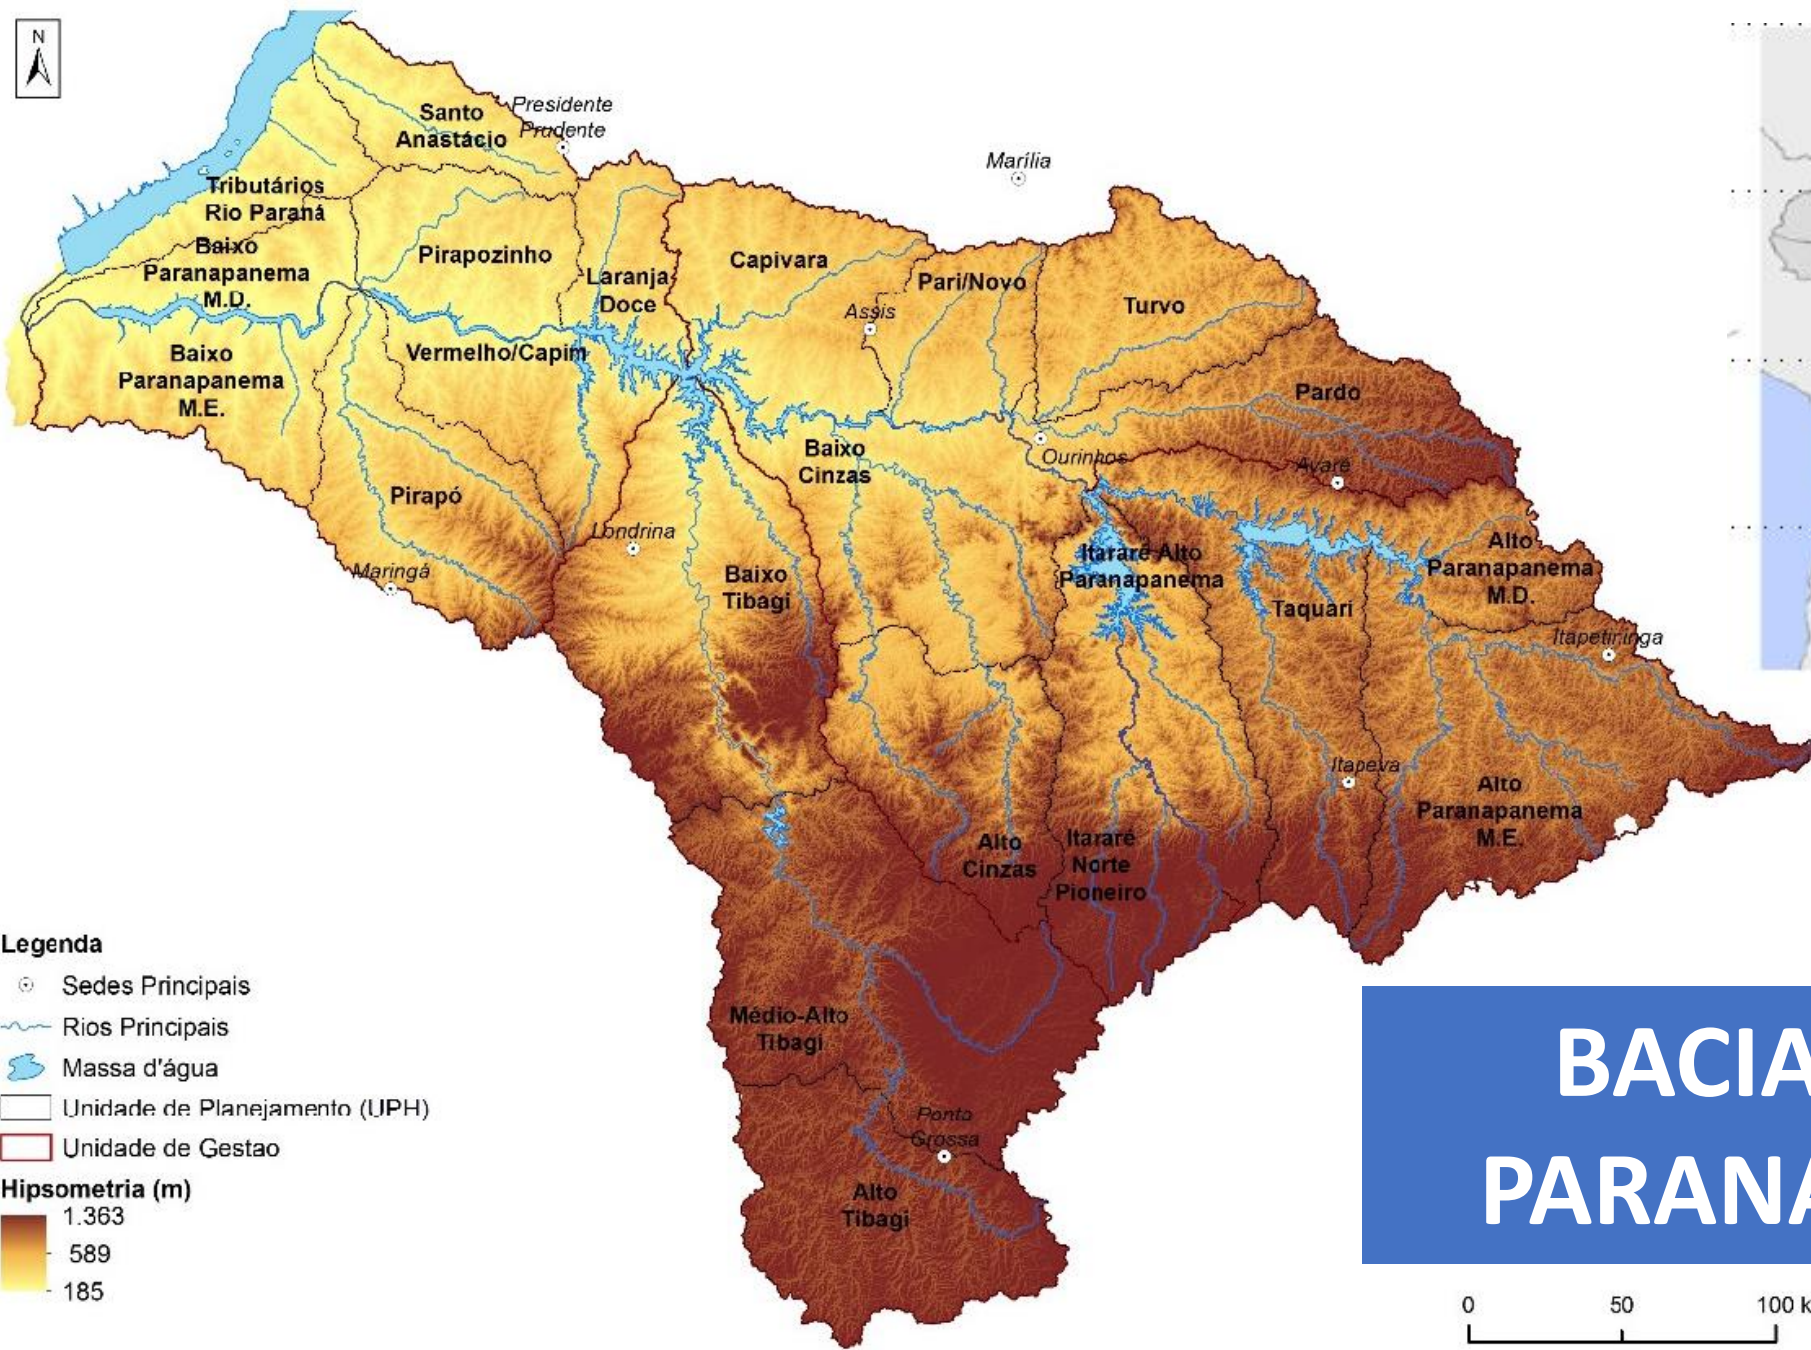 N
Santo
Anastácio
Presidente
Prudente
Marília
Tributários
Rio Paraná
Baixo
Paranapanema
M.D.
Pirapozinho
Laranja
Doce
Capivara
Pari/Novo
Turvo
Assis
Baixo
Paranapanema
M.E.
Vermelho/Capim
Pardo
Baixo
Cinzas
Ourinhos
Avaré
Pirapó
Londrina
Maringá
Baixo
Tibagi
Itararé Alto
Paranapanema
Taquari
Alto
Paranapanema
M.D.
Itapetininga
Itapeva
Alto
Paranapanema
M.E.
Alto
Cinzas
Itararé
Norte
Pioneiro
Médio-Alto
Tibagi
Ponta
Grossa
Alto
Tibagi
Legenda
Sedes Principais
Rios Principais
Massa d'água
Unidade de Planejamento (UPH)
Unidade de Gestao
Hipsometria (m)
1.363
589
185
BACIA
PARANA
0 50 100 k